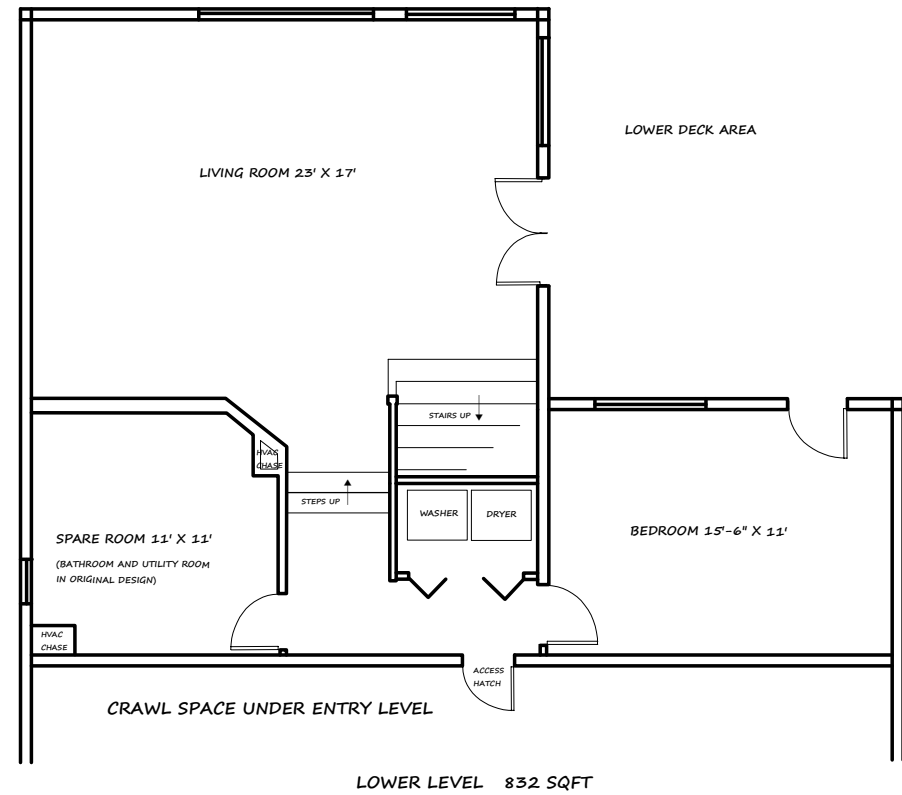 LOWER DECK AREA
LIVING ROOM 23' X 17'
STAIRS UP
HVAC
CHASE
STEPS UP
WASHER
DRYER
SPARE ROOM 11' X 11'
(BATHROOM AND UTILITY ROOM
IN ORIGINAL DESIGN)
BEDROOM 15'-6" X 11'
HVAC
CHASE
ACCESS
HATCH
CRAWL SPACE UNDER ENTRY LEVEL
LOWER LEVEL 832 SQFT